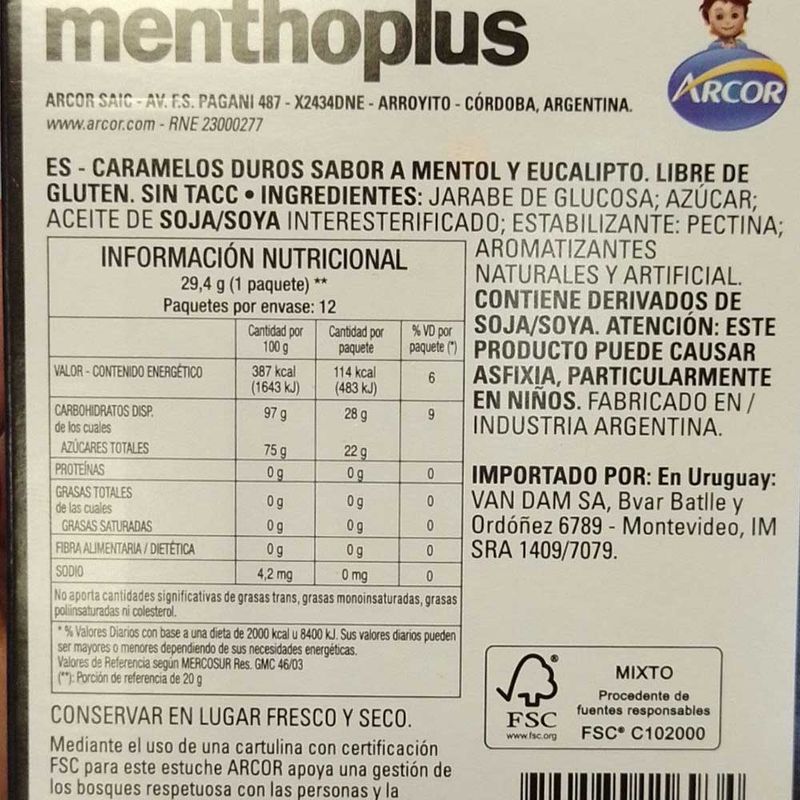 menthoplus
ARCOR
ARCOR SAIC - AV. F.S. PAGANI 487 - X2434DNE - ARROYITO - CÓRDOBA, ARGENTINA.
www.arcor.com - RNE 23000277
ES - CARAMELOS DUROS SABOR A MENTOL Y EUCALIPTO. LIBRE DE
GLUTEN. SIN TACC • INGREDIENTES: JARABE DE GLUCOSA; AZÚCAR;
ACEITE DE SOJA/SOYA INTERESTERIFICADO; ESTABILIZANTE: PECTINA;
AROMATIZANTES
NATURALES Y ARTIFICIAL.
CONTIENE DERIVADOS DE
SOJA/SOYA. ATENCIÓN: ESTE
PRODUCTO PUEDE CAUSAR
ASFIXIA, PARTICULARMENTE
EN NIÑOS. FABRICADO EN /
INDUSTRIA ARGENTINA.
INFORMACIÓN NUTRICIONAL
29,4 g (1 paquete) **
Paquetes por envase: 12
Cantidad por 100 g Cantidad por paquete % VD por paquete (*)
VALOR - CONTENIDO ENERGÉTICO 387 kcal (1643 kJ) 114 kcal (483 kJ) 6
CARBOHIDRATOS DISP. 97 g 28 g 9
de los cuales
AZÚCARES TOTALES 75 g 22 g
PROTEÍNAS 0 g 0 g 0
GRASAS TOTALES 0 g 0 g 0
de las cuales
GRASAS SATURADAS 0 g 0 g 0
FIBRA ALIMENTARIA / DIETÉTICA 0 g 0 g 0
SODIO 4,2 mg 0 mg 0
No aporta cantidades significativas de grasas trans, grasas monoinsaturadas, grasas
poliinsaturadas ni colesterol.
* % Valores Diarios con base a una dieta de 2000 kcal u 8400 kJ. Sus valores diarios pueden
ser mayores o menores dependiendo de sus necesidades energéticas.
Valores de Referencia según MERCOSUR Res. GMC 46/03
(**): Porción de referencia de 20 g
IMPORTADO POR: En Uruguay:
VAN DAM SA, Bvar Batlle y
Ordóñez 6789 - Montevideo, IM
SRA 1409/7079.
CONSERVAR EN LUGAR FRESCO Y SECO.
Mediante el uso de una cartulina con certificación
FSC para este estuche ARCOR apoya una gestión de
los bosques respetuosa con las personas y la
®
FSC
www.fsc.org
MIXTO
Procedente de
fuentes responsables
FSC® C102000